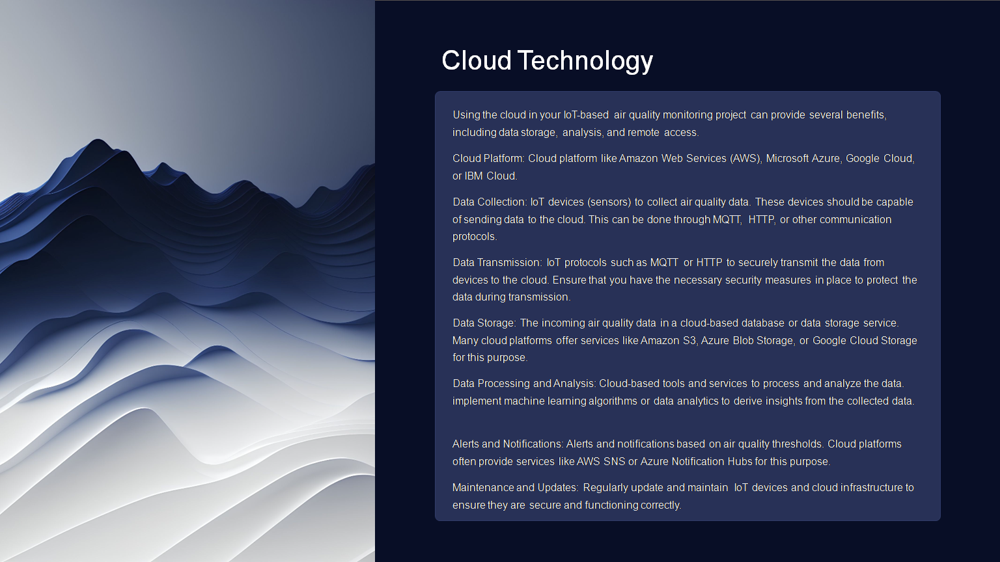 Cloud Technology
Using the cloud in your IoT-based air quality monitoring project can provide several benefits,
including data storage, analysis, and remote access.
Cloud Platform: Cloud platform like Amazon Web Services (AWS), Microsoft Azure, Google Cloud,
or IBM Cloud.
Data Collection: IoT devices (sensors) to collect air quality data. These devices should be capable
of sending data to the cloud. This can be done through MQTT, HTTP, or other communication
protocols.
Data Transmission: IoT protocols such as MQTT or HTTP to securely transmit the data from
devices to the cloud. Ensure that you have the necessary security measures in place to protect the
data during transmission.
Data Storage: The incoming air quality data in a cloud-based database or data storage service.
Many cloud platforms offer services like Amazon S3, Azure Blob Storage, or Google Cloud Storage
for this purpose.
Data Processing and Analysis: Cloud-based tools and services to process and analyze the data.
implement machine learning algorithms or data analytics to derive insights from the collected data.
Alerts and Notifications: Alerts and notifications based on air quality thresholds. Cloud platforms
often provide services like AWS SNS or Azure Notification Hubs for this purpose.
Maintenance and Updates: Regularly update and maintain IoT devices and cloud infrastructure to
ensure they are secure and functioning correctly.